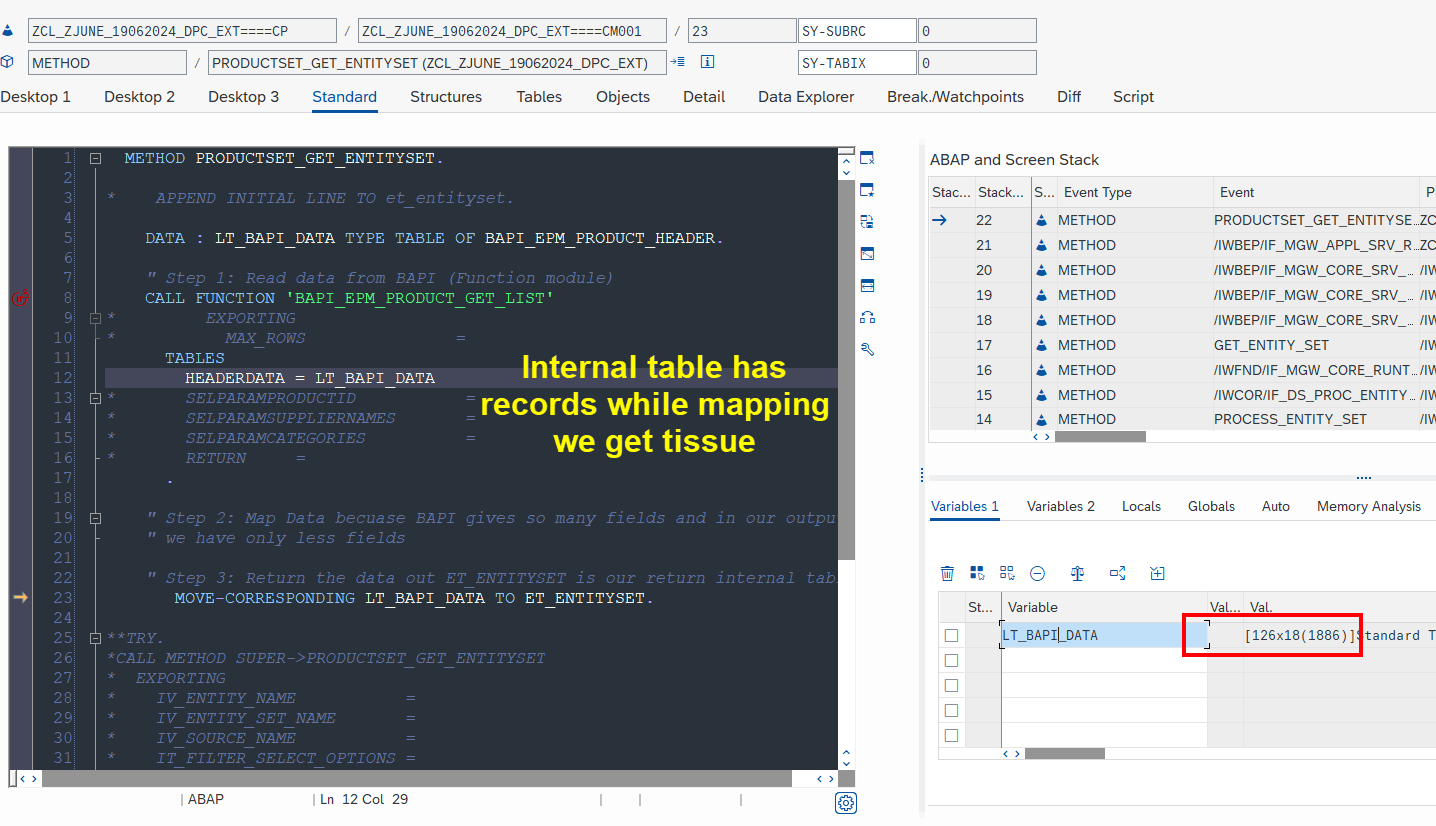 ZCL_ZJUNE_19062024_DPC_EXT====CP / ZCL_ZJUNE_19062024_DPC_EXT====CM001 / 23 SY-SUBRC 0
METHOD / PRODUCTSET_GET_ENTITYSET (ZCL_ZJUNE_19062024_DPC_EXT) SY-TABIX 0
Desktop 1 Desktop 2 Desktop 3 Standard Structures Tables Objects Detail Data Explorer Break./Watchpoints Diff Script
1 METHOD PRODUCTSET_GET_ENTITYSET.
2
3 * APPEND INITIAL LINE TO et_entityset.
4
5 DATA : LT_BAPI_DATA TYPE TABLE OF BAPI_EPM_PRODUCT_HEADER.
6
7 " Step 1: Read data from BAPI (Function module)
8 CALL FUNCTION 'BAPI_EPM_PRODUCT_GET_LIST'
9 * EXPORTING
10 * MAX_ROWS =
11 TABLES
12 HEADERDATA = LT_BAPI_DATA
13 * SELPARAMPRODUCTID =
14 * SELPARAMSUPPLIERNAMES =
15 * SELPARAMCATEGORIES =
16 * RETURN =
17 .
18
19 " Step 2: Map Data becuase BAPI gives so many fields and in our outpu
20 " we have only less fields
21
22 " Step 3: Return the data out ET_ENTITYSET is our return internal tab
23 MOVE-CORRESPONDING LT_BAPI_DATA TO ET_ENTITYSET.
24
25 **TRY.
26 *CALL METHOD SUPER->PRODUCTSET_GET_ENTITYSET
27 * EXPORTING
28 * IV_ENTITY_NAME =
29 * IV_ENTITY_SET_NAME =
30 * IV_SOURCE_NAME =
31 * IT_FILTER_SELECT_OPTIONS =
Internal table has
records while mapping
we get tissue
ABAP Ln 12 Col 29
ABAP and Screen Stack
Stac... Stack... S... Event Type Event P
22 METHOD PRODUCTSET_GET_ENTITYSE... ZC
21 METHOD /IWBEP/IF_MGW_APPL_SRV_R... ZC
20 METHOD /IWBEP/IF_MGW_CORE_SRV_... /IW
19 METHOD /IWBEP/IF_MGW_CORE_SRV_... /IW
18 METHOD /IWBEP/IF_MGW_CORE_SRV_... /IW
17 METHOD GET_ENTITY_SET /IW
16 METHOD /IWFND/IF_MGW_CORE_RUNT... /IW
15 METHOD /IWCOR/IF_DS_PROC_ENTITY... /IW
14 METHOD PROCESS_ENTITY_SET /IW
Variables 1 Variables 2 Locals Globals Auto Memory Analysis
St... Variable Val... Val.
LT_BAPI_DATA [126x18(1886)]Standard T